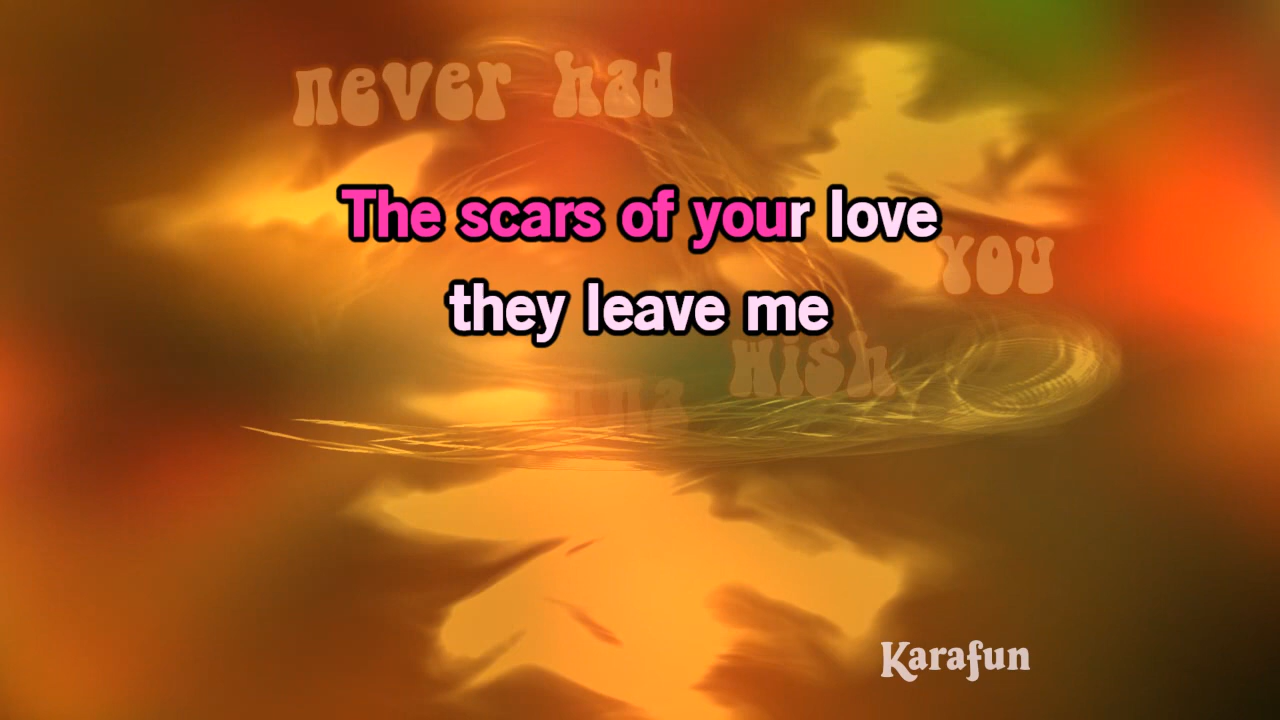 never had
The scars of your love
you
they leave me
wish
Karafun